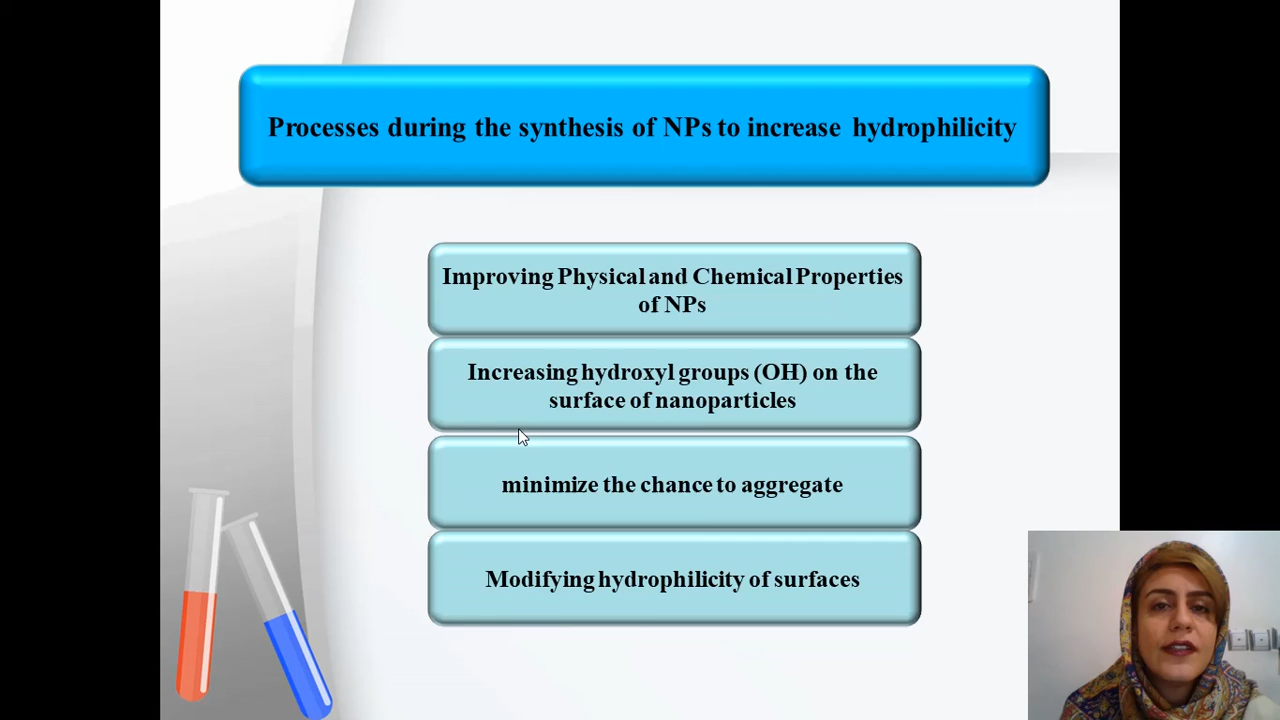 Processes during the synthesis of NPs to increase hydrophilicity
Improving Physical and Chemical Properties
of NPs
Increasing hydroxyl groups (OH) on the
surface of nanoparticles
minimize the chance to aggregate
Modifying hydrophilicity of surfaces